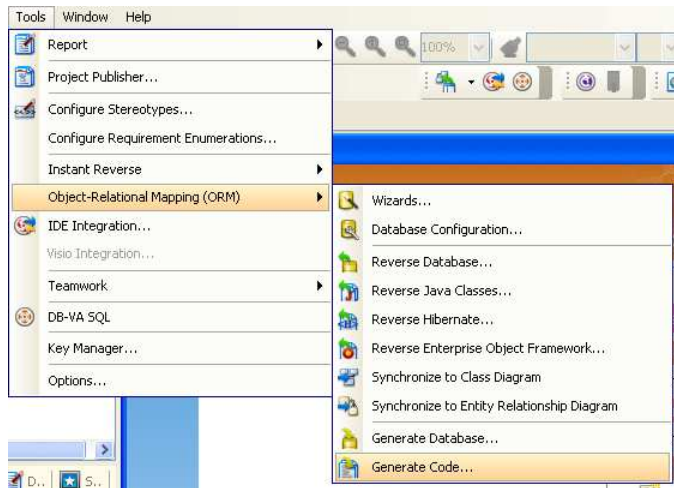 Tools Window Help
Report
100%
Project Publisher...
Configure Stereotypes...
Configure Requirement Enumerations...
Instant Reverse
Object-Relational Mapping (ORM)
Wizards...
IDE Integration...
Database Configuration...
Visio Integration...
Reverse Database...
Teamwork
Reverse Java Classes...
DB-VA SQL
Reverse Hibernate...
Key Manager...
Reverse Enterprise Object Framework...
Options...
Synchronize to Class Diagram
Synchronize to Entity Relationship Diagram
Generate Database...
Generate Code...
D.. S..